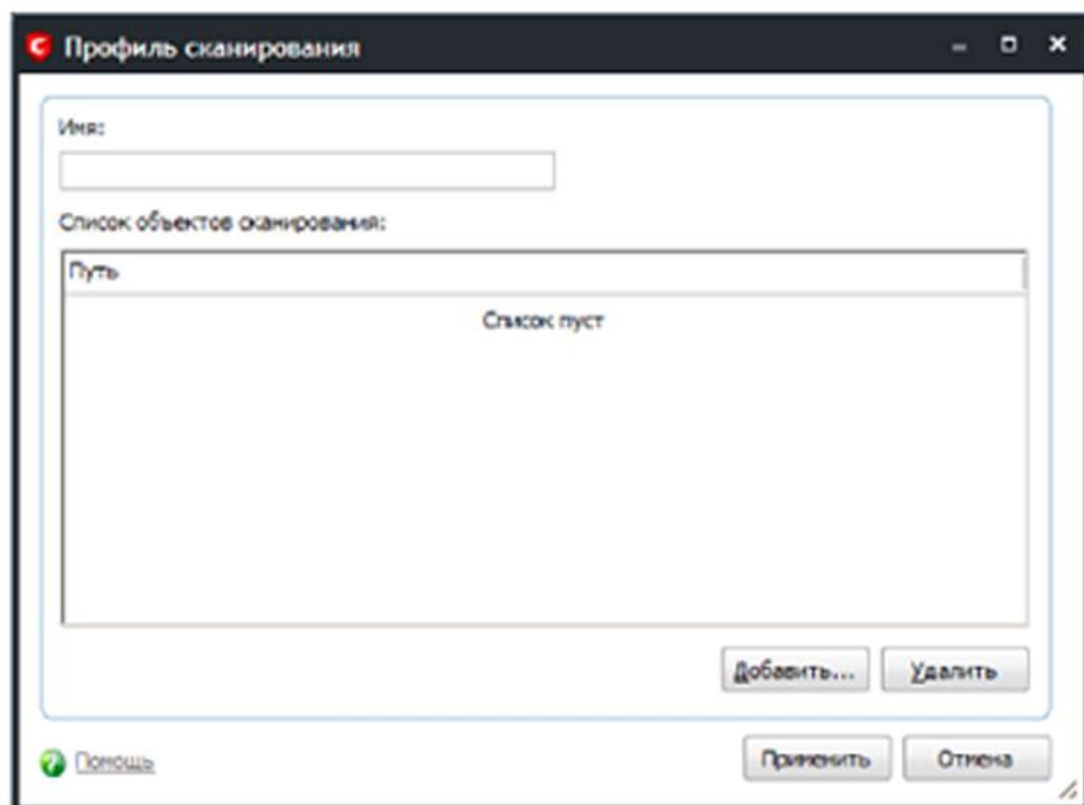 Профиль сканирования
Имя:
Список объектов сканирования:
Путь
Список пуст
Добавить... Удалить
Помощь Применить Отмена